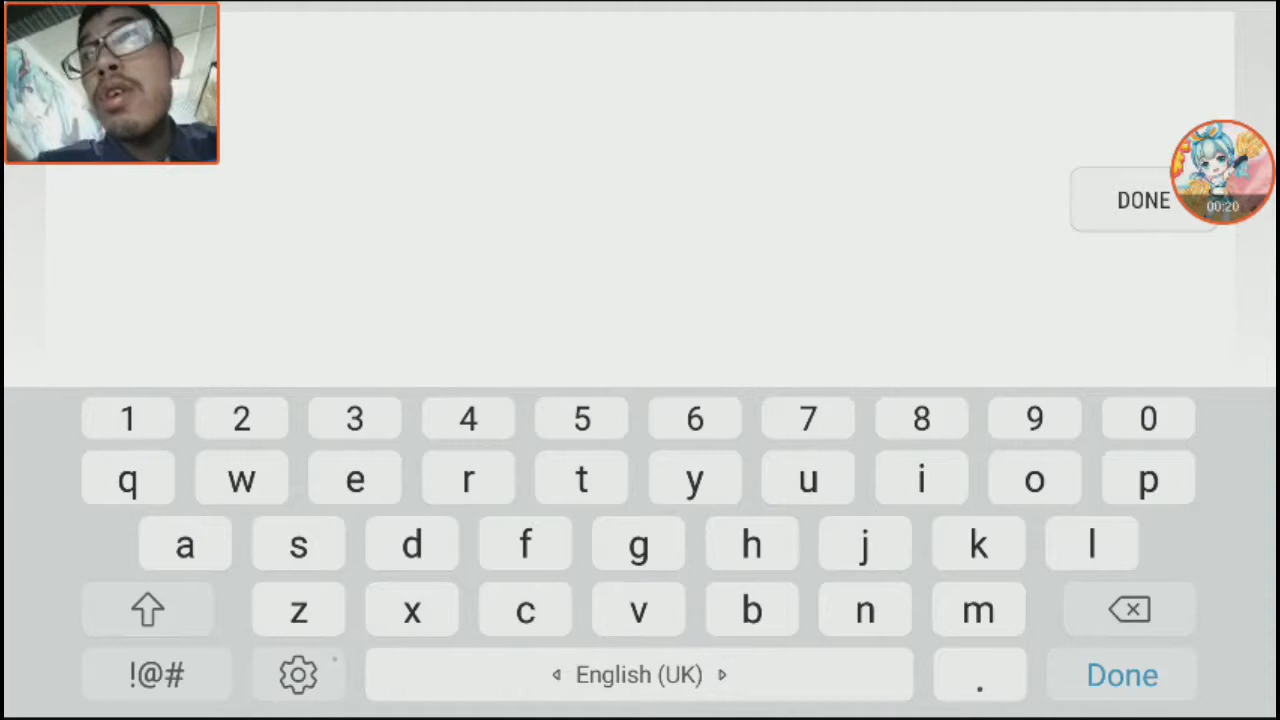 DONE
00:20
1 2 3 4 5 6 7 8 9 0
q w e r t y u i o p
a s d f g h j k l
z x c v b n m
!@# English (UK) . Done